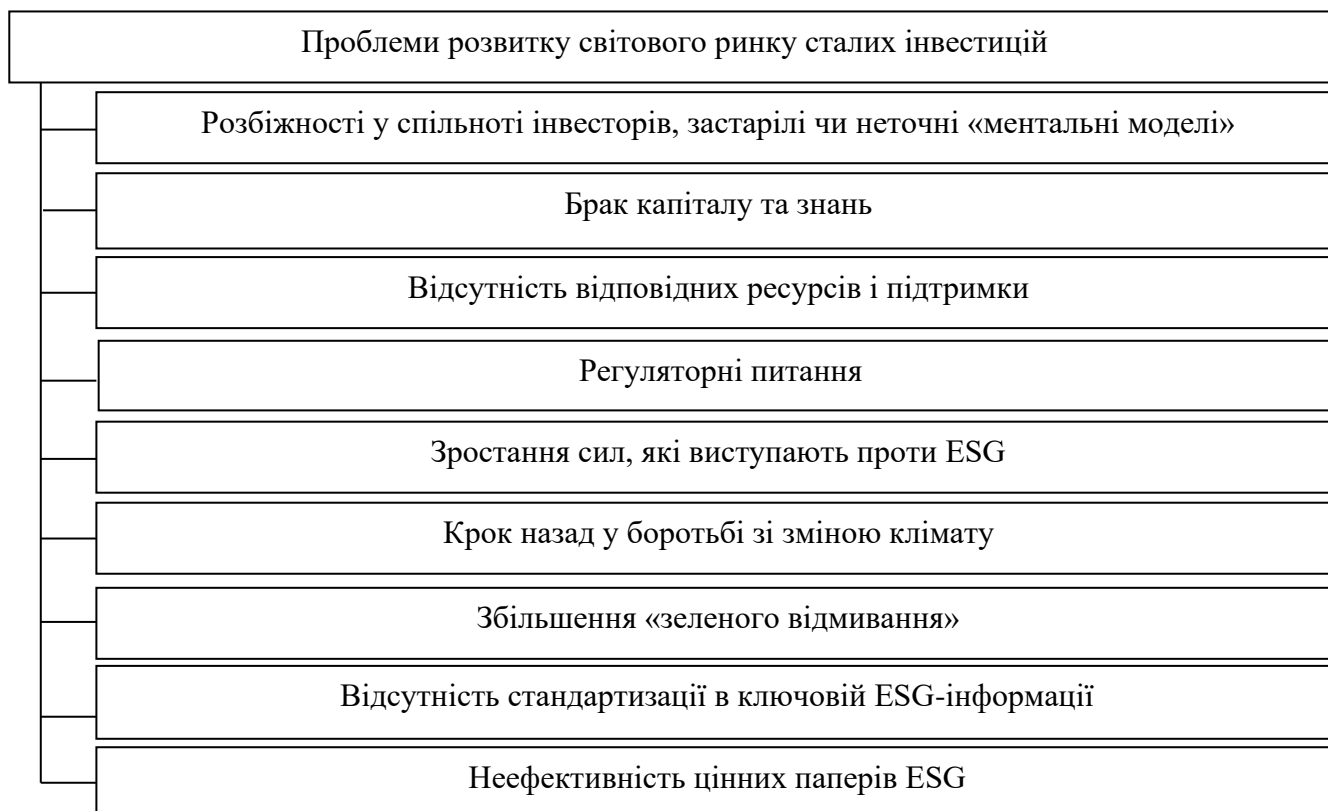 Проблеми розвитку світового ринку сталих інвестицій
Розбіжності у спільноті інвесторів, застарілі чи неточні «ментальні моделі»
Брак капіталу та знань
Відсутність відповідних ресурсів і підтримки
Регуляторні питання
Зростання сил, які виступають проти ESG
Крок назад у боротьбі зі зміною клімату
Збільшення «зеленого відмивання»
Відсутність стандартизації в ключовій ESG-інформації
Неефективність цінних паперів ESG